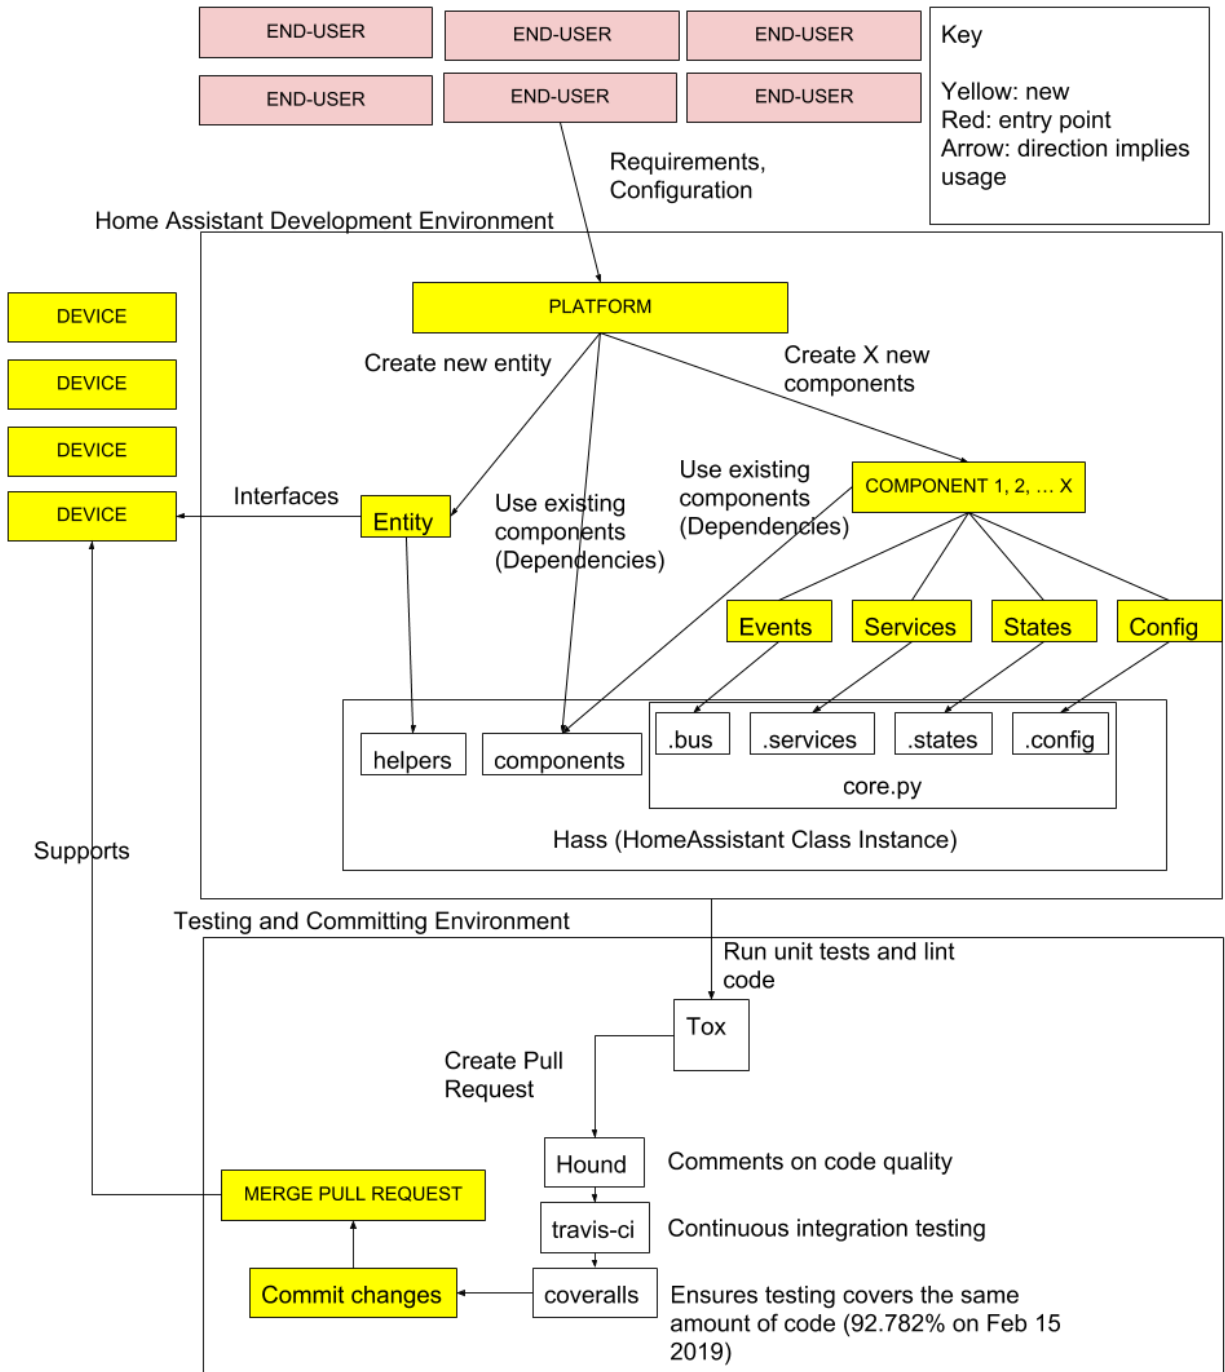 END-USER
END-USER
END-USER
END-USER
END-USER
END-USER
Key
Yellow: new
Red: entry point
Arrow: direction implies
usage
Requirements,
Configuration
Home Assistant Development Environment
PLATFORM
DEVICE
DEVICE
DEVICE
DEVICE
Create new entity
Create X new
components
Interfaces
Entity
Use existing
components
(Dependencies)
Use existing
components
(Dependencies)
COMPONENT 1, 2, ... X
Events
Services
States
Config
helpers
components
.bus
.services
.states
.config
core.py
Hass (HomeAssistant Class Instance)
Supports
Testing and Committing Environment
Run unit tests and lint
code
Tox
Create Pull
Request
Hound
Comments on code quality
MERGE PULL REQUEST
travis-ci
Continuous integration testing
Commit changes
coveralls
Ensures testing covers the same
amount of code (92.782% on Feb 15
2019)